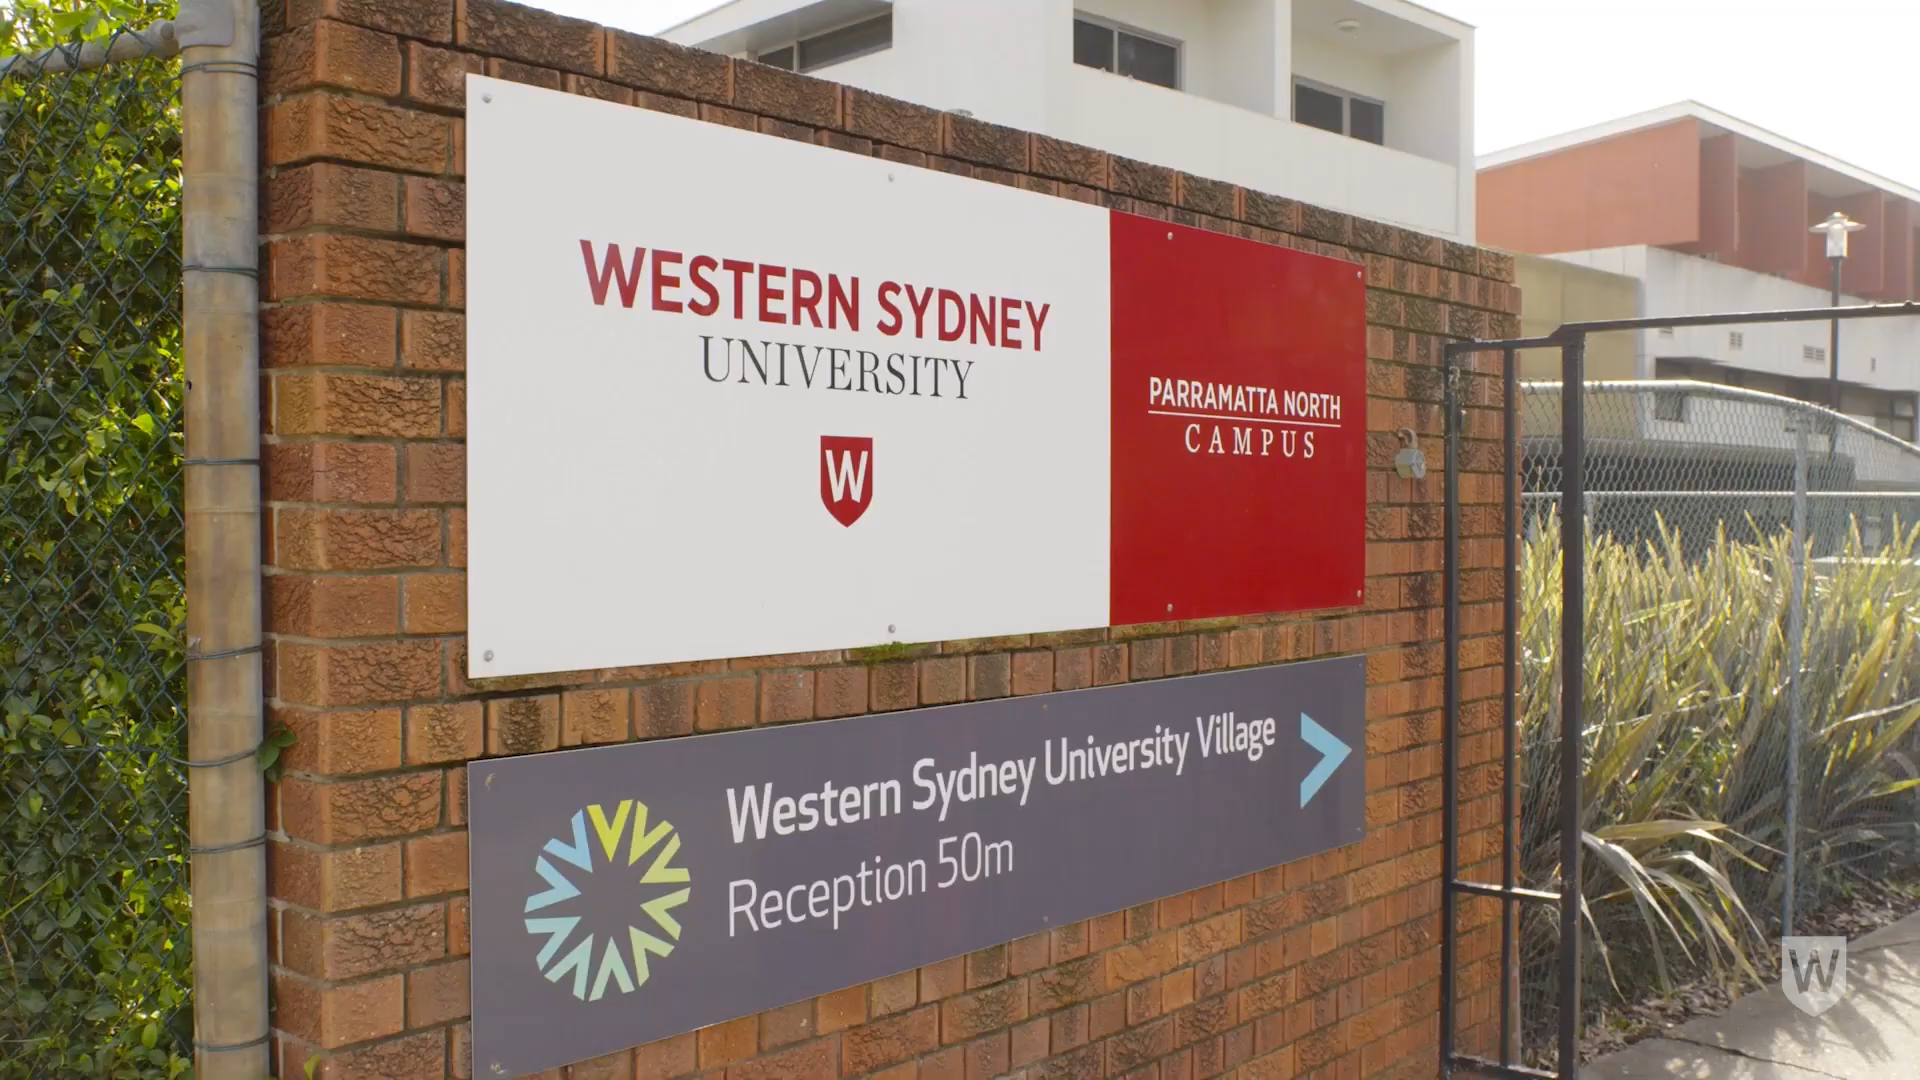 WESTERN SYDNEY
UNIVERSITY
W
PARRAMATTA NORTH
CAMPUS
Western Sydney University Village
Reception 50m
W